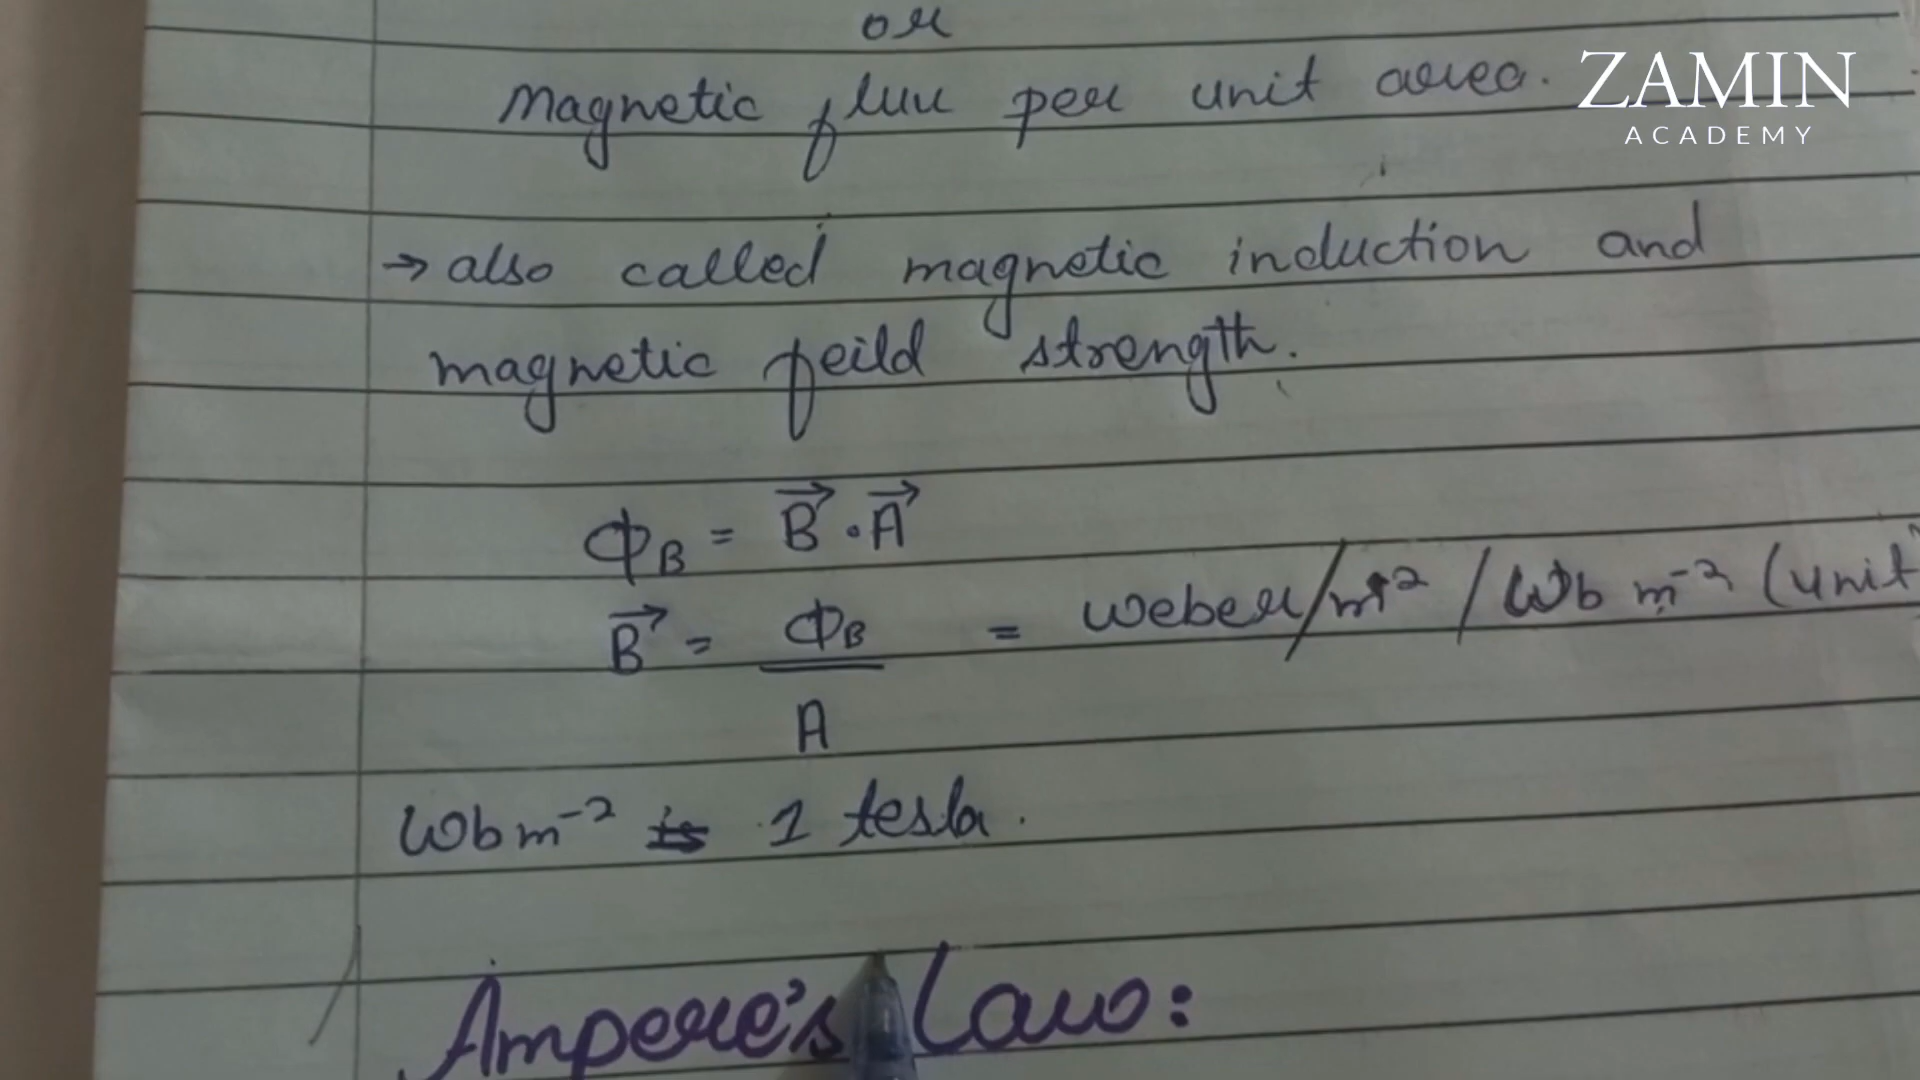 or
Magnetic flux per unit area.
ZAMIN
ACADEMY
→ also called magnetic induction and
magnetic feild strength.
ΦB = B⃗ · A⃗
B⃗ = ΦB / A = weber/m² / Wb m⁻² (unit
Wb m⁻² is 1 tesla.
Ampere's Law: